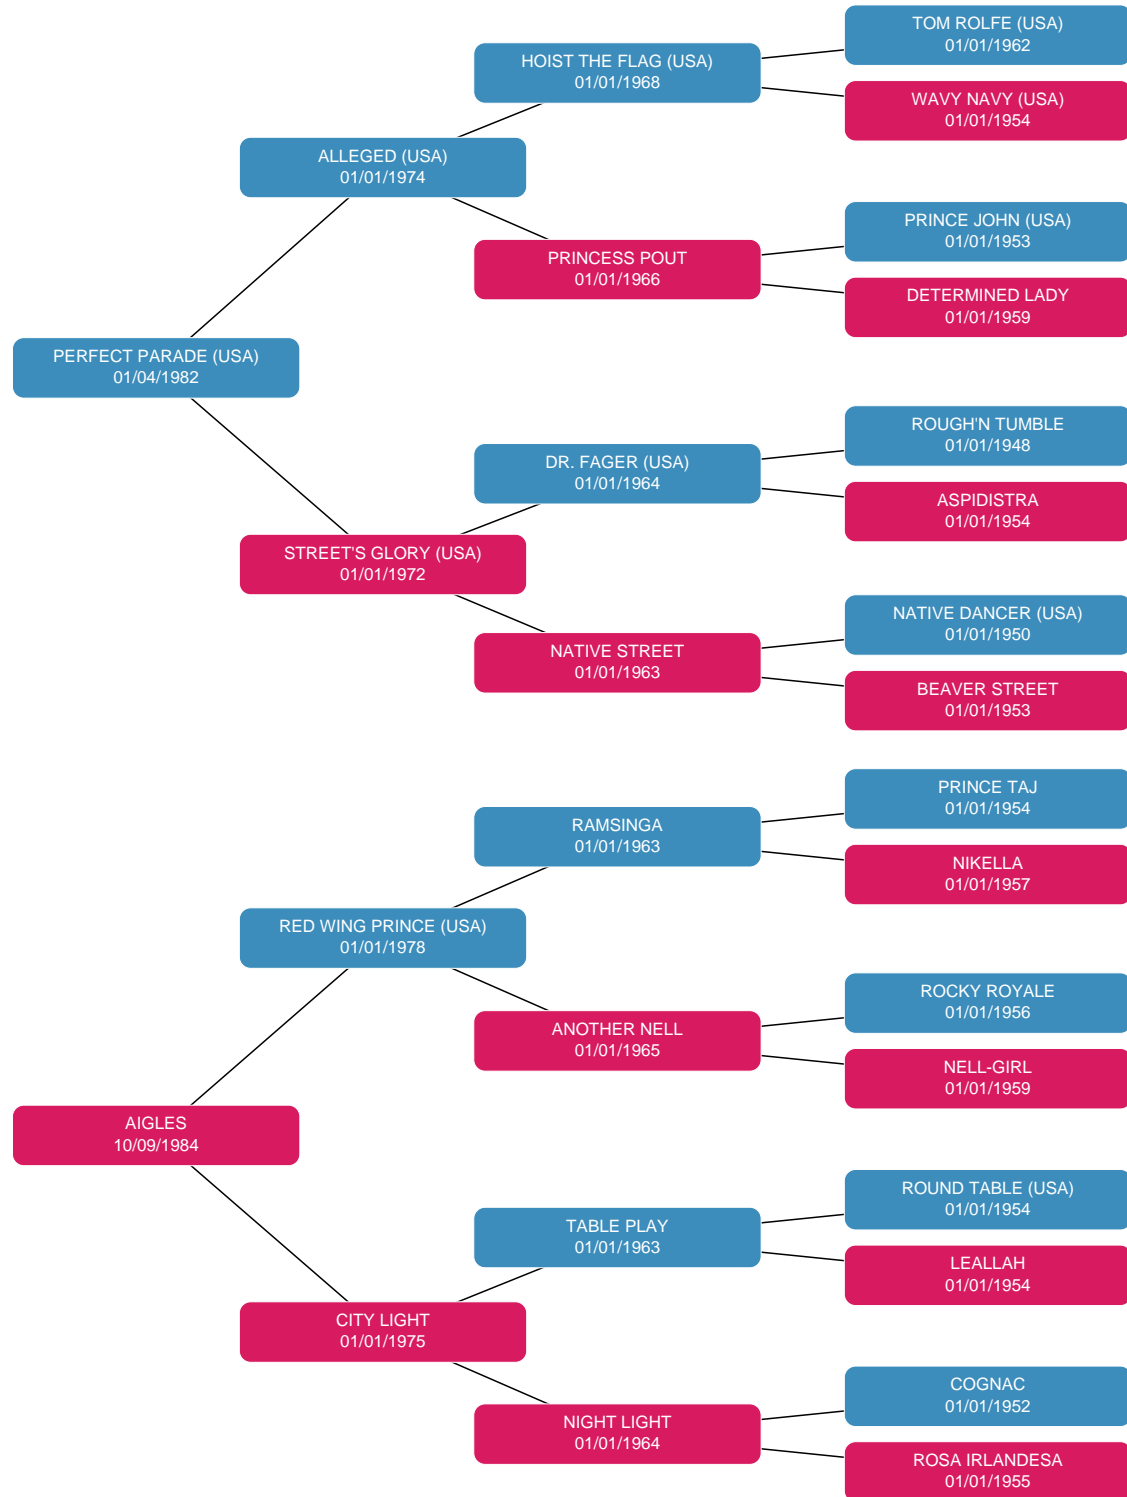 TOM ROLFE (USA)
01/01/1962
HOIST THE FLAG (USA)
01/01/1968
WAVY NAVY (USA)
01/01/1954
ALLEGED (USA)
01/01/1974
PRINCE JOHN (USA)
01/01/1953
PRINCESS POUT
01/01/1966
DETERMINED LADY
01/01/1959
PERFECT PARADE (USA)
01/04/1982
ROUGH'N TUMBLE
01/01/1948
DR. FAGER (USA)
01/01/1964
ASPIDISTRA
01/01/1954
STREET'S GLORY (USA)
01/01/1972
NATIVE DANCER (USA)
01/01/1950
NATIVE STREET
01/01/1963
BEAVER STREET
01/01/1953
PRINCE TAJ
01/01/1954
RAMSINGA
01/01/1963
NIKELLA
01/01/1957
RED WING PRINCE (USA)
01/01/1978
ROCKY ROYALE
01/01/1956
ANOTHER NELL
01/01/1965
NELL-GIRL
01/01/1959
AIGLES
10/09/1984
ROUND TABLE (USA)
01/01/1954
TABLE PLAY
01/01/1963
LEALLAH
01/01/1954
CITY LIGHT
01/01/1975
COGNAC
01/01/1952
NIGHT LIGHT
01/01/1964
ROSA IRLANDESA
01/01/1955